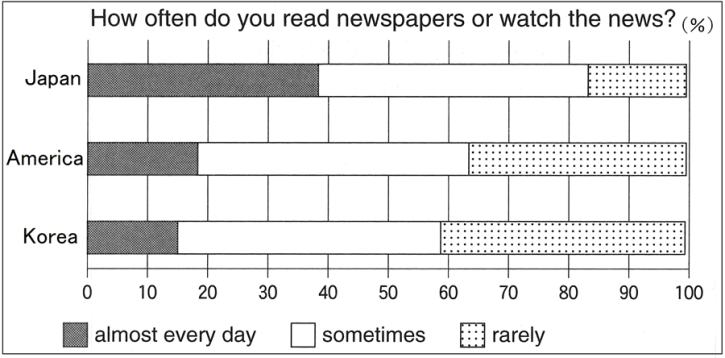 How often do you read newspapers or watch the news? (%)
Japan
America
Korea
0 10 20 30 40 50 60 70 80 90 100
almost every day sometimes rarely